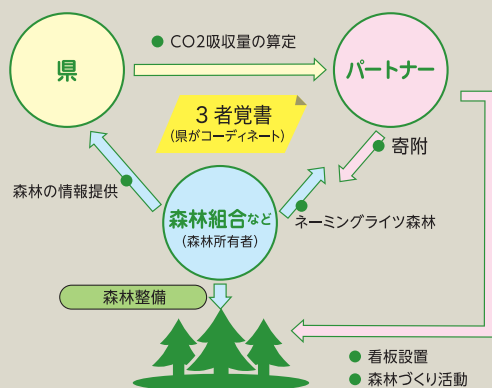 CO2吸収量の算定
県
パートナー
3者覚書
(県がコーディネート)
寄附
森林の情報提供
森林組合など
(森林所有者)
ネーミングライツ森林
森林整備
看板設置
森林づくり活動